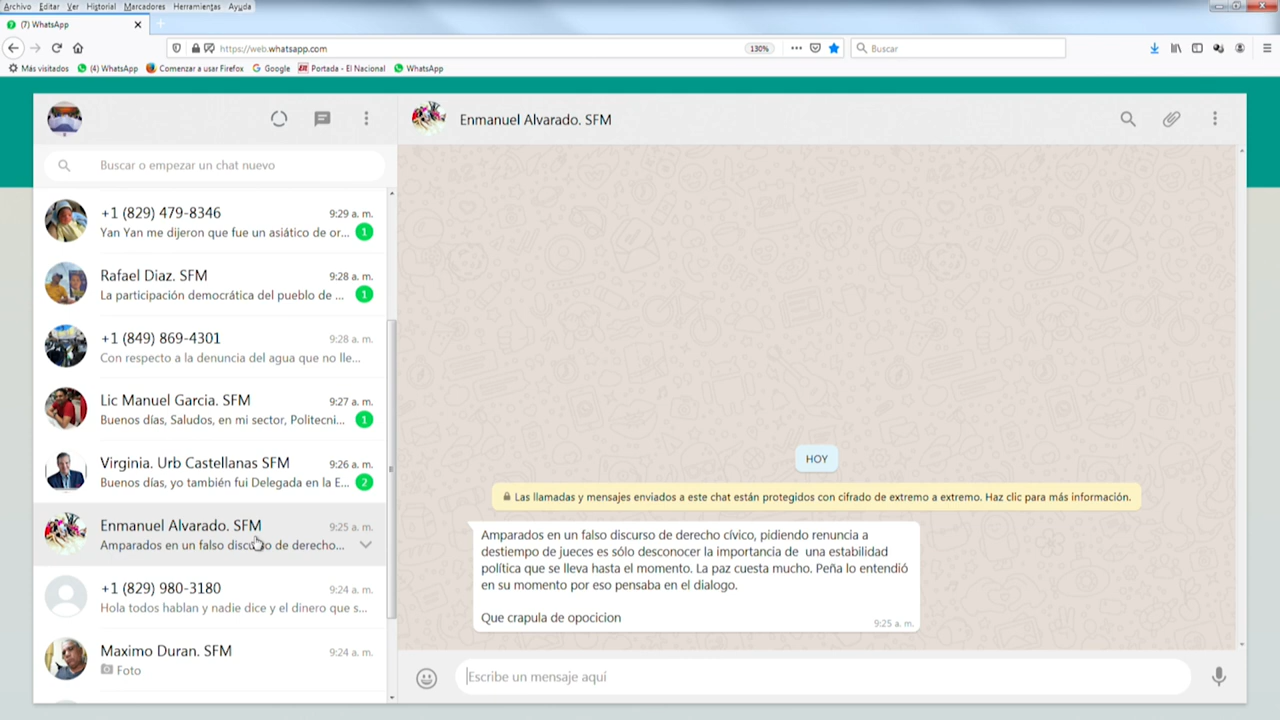 Archivo Editar Ver Historial Marcadores Herramientas Ayuda
(7) WhatsApp
https://web.whatsapp.com
130%
Buscar
Más visitados
(4) WhatsApp
Comenzar a usar Firefox
Google
Portada - El Nacional
WhatsApp
Enmanuel Alvarado. SFM
Buscar o empezar un chat nuevo
+1 (829) 479-8346
9:29 a. m.
Yan Yan me dijeron que fue un asiático de or...
1
Rafael Diaz. SFM
9:28 a. m.
La participación democrática del pueblo de ...
1
+1 (849) 869-4301
9:28 a. m.
Con respecto a la denuncia del agua que no lle...
Lic Manuel Garcia. SFM
9:27 a. m.
Buenos días, Saludos, en mi sector, Politecni...
1
Virginia. Urb Castellanas SFM
9:26 a. m.
Buenos días, yo también fui Delegada en la E...
2
Enmanuel Alvarado. SFM
9:25 a. m.
Amparados en un falso discurso de derecho...
+1 (829) 980-3180
9:24 a. m.
Hola todos hablan y nadie dice y el dinero que s...
Maximo Duran. SFM
9:24 a. m.
Foto
HOY
Las llamadas y mensajes enviados a este chat están protegidos con cifrado de extremo a extremo. Haz clic para más información.
Amparados en un falso discurso de derecho cívico, pidiendo renuncia a
destiempo de jueces es sólo desconocer la importancia de una estabilidad
política que se lleva hasta el momento. La paz cuesta mucho. Peña lo entendió
en su momento por eso pensaba en el dialogo.
Que crapula de opocicion
9:25 a. m.
Escribe un mensaje aquí